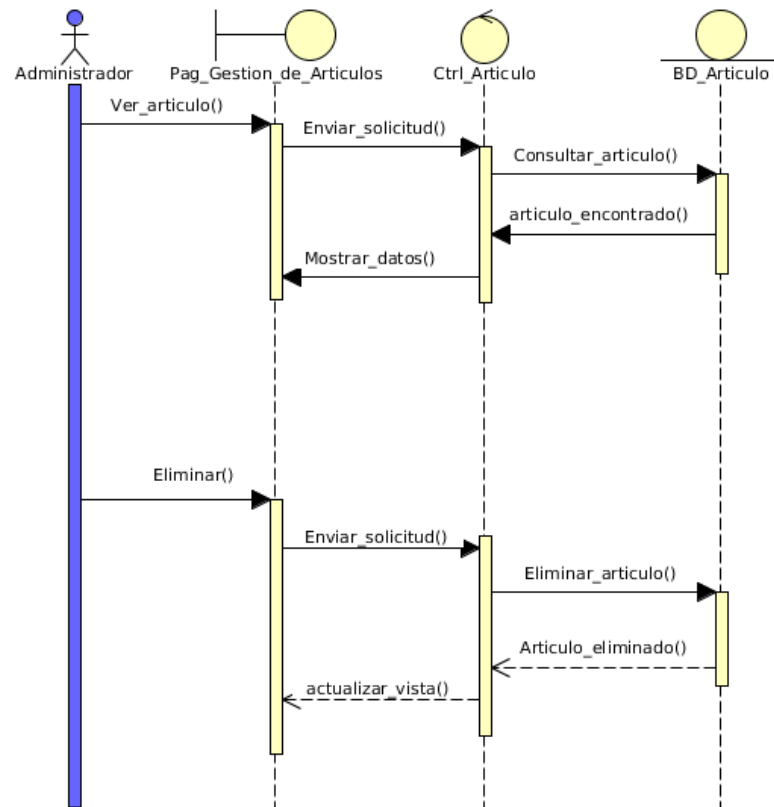 Administrador
Pag_Gestion_de_Articulos
Ctrl_Articulo
BD_Articulo
Ver_articulo()
Enviar_solicitud()
Consultar_articulo()
articulo_encontrado()
Mostrar_datos()
Eliminar()
Enviar_solicitud()
Eliminar_articulo()
Articulo_eliminado()
actualizar_vista()